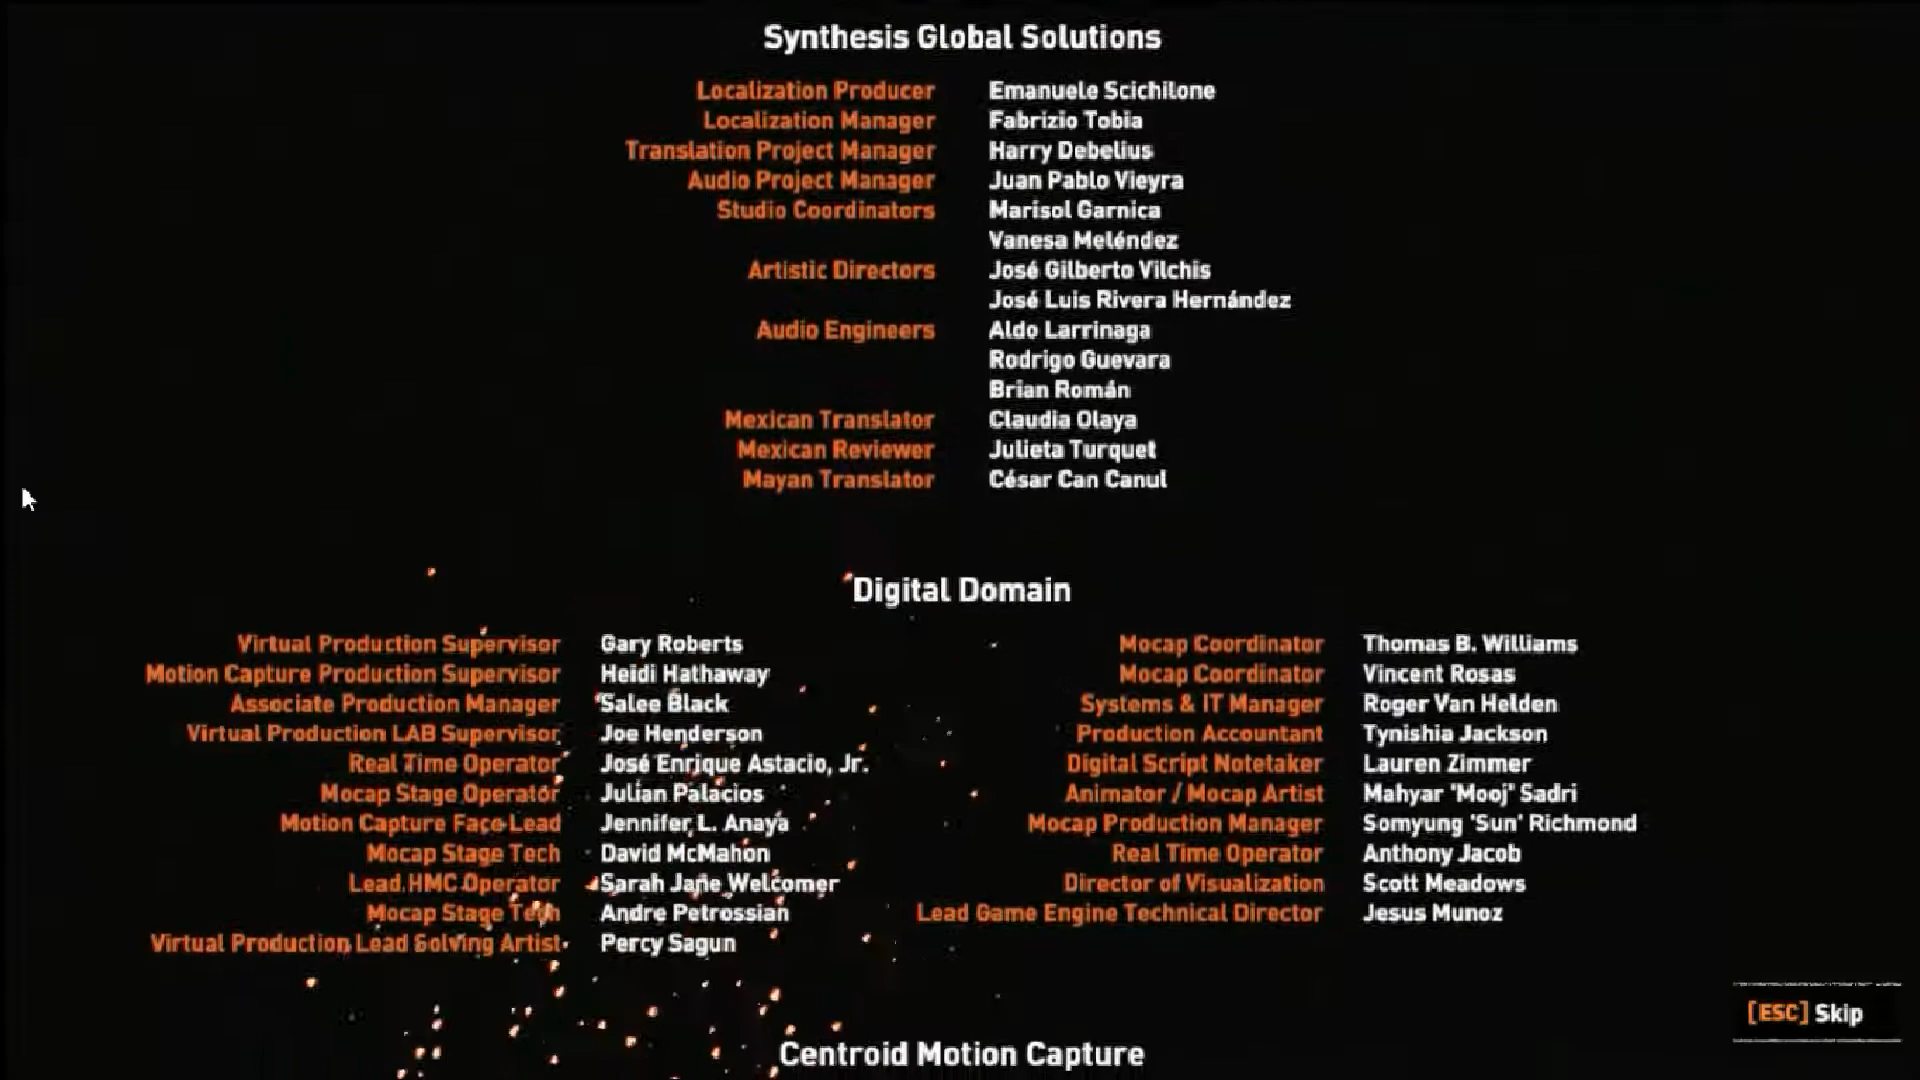 Synthesis Global Solutions
Localization Producer Emanuele Scichilone
Localization Manager Fabrizio Tobia
Translation Project Manager Harry Debelius
Audio Project Manager Juan Pablo Vieyra
Studio Coordinators Marisol Garnica
Vanesa Meléndez
Artistic Directors José Gilberto Vilchis
José Luis Rivera Hernández
Audio Engineers Aldo Larrinaga
Rodrigo Guevara
Brian Román
Mexican Translator Claudia Olaya
Mexican Reviewer Julieta Turquet
Mayan Translator César Can Canul
Digital Domain
Virtual Production Supervisor Gary Roberts
Motion Capture Production Supervisor Heidi Hathaway
Associate Production Manager Salee Black
Virtual Production LAB Supervisor Joe Henderson
Real Time Operator José Enrique Astacio, Jr.
Mocap Stage Operator Julian Palacios
Motion Capture Face Lead Jennifer L. Anaya
Mocap Stage Tech David McMahon
Lead HMC Operator Sarah Jane Welcomer
Mocap Stage Tech Andre Petrossian
Virtual Production Lead Solving Artist Percy Sagun
Mocap Coordinator Thomas B. Williams
Mocap Coordinator Vincent Rosas
Systems & IT Manager Roger Van Helden
Production Accountant Tynishia Jackson
Digital Script Notetaker Lauren Zimmer
Animator / Mocap Artist Mahyar 'Mooj' Sadri
Mocap Production Manager Somyung 'Sun' Richmond
Real Time Operator Anthony Jacob
Director of Visualization Scott Meadows
Lead Game Engine Technical Director Jesus Munoz
[ESC] Skip
Centroid Motion Capture